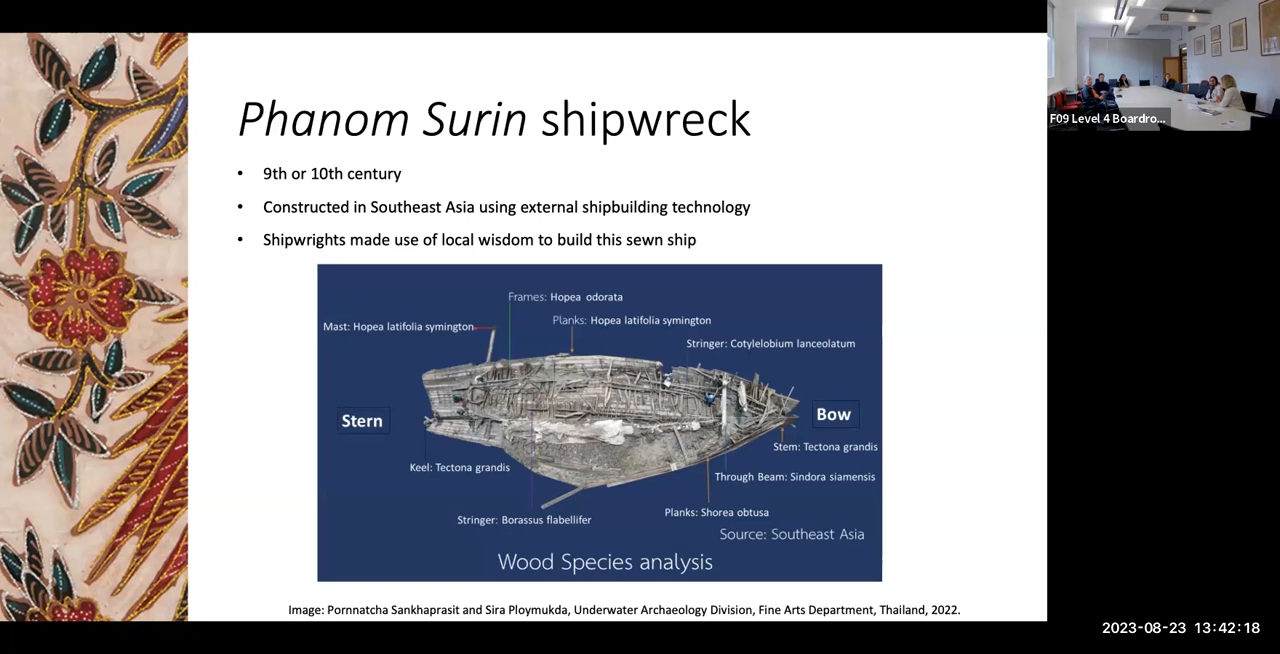 Phanom Surin shipwreck
• 9th or 10th century
• Constructed in Southeast Asia using external shipbuilding technology
• Shipwrights made use of local wisdom to build this sewn ship
Frames: Hopea odorata
Mast: Hopea latifolia symington
Planks: Hopea latifolia symington
Stringer: Cotylelobium lanceolatum
Stern
Bow
Stem: Tectona grandis
Keel: Tectona grandis
Through Beam: Sindora siamensis
Stringer: Borassus flabellifer
Planks: Shorea obtusa
Source: Southeast Asia
Wood Species analysis
Image: Pornnatcha Sankhaprasit and Sira Ploymukda, Underwater Archaeology Division, Fine Arts Department, Thailand, 2022.
F09 Level 4 Boardro...
2023-08-23 13:42:18